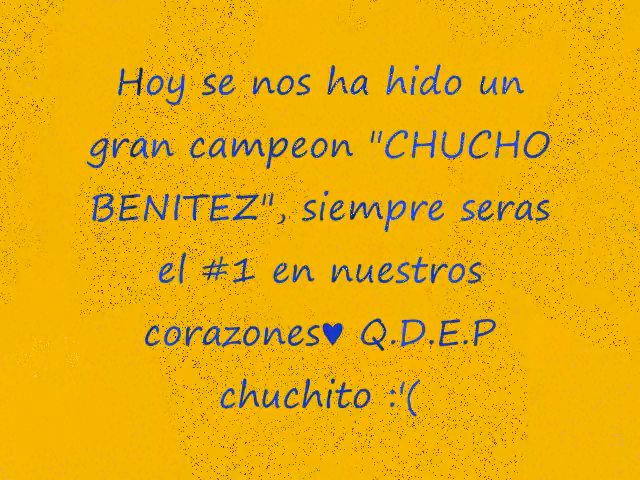 Hoy se nos ha hido un
gran campeon "CHUCHO
BENITEZ", siempre seras
el #1 en nuestros
corazones♥ Q.D.E.P
chuchito :'(